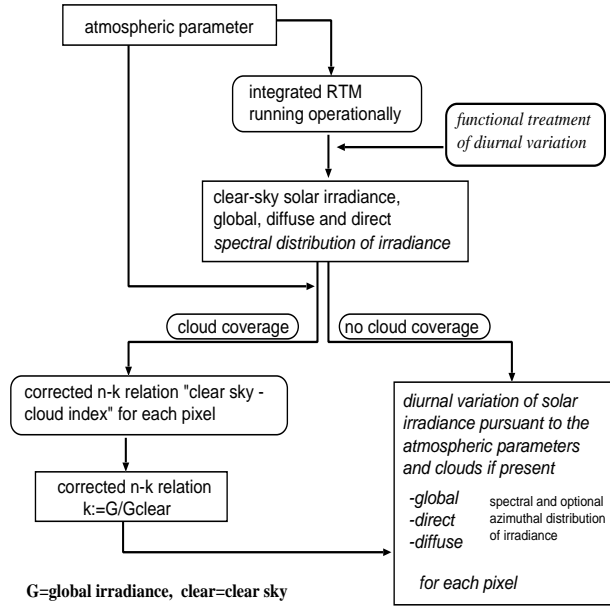 atmospheric parameter
integrated RTM
running operationally
functional treatment
of diurnal variation
clear-sky solar irradiance,
global, diffuse and direct
spectral distribution of irradiance
cloud coverage
no cloud coverage
corrected n-k relation "clear sky -
cloud index" for each pixel
corrected n-k relation
k:=G/Gclear
diurnal variation of solar
irradiance pursuant to the
atmospheric parameters
and clouds if present
-global
-direct
-diffuse
spectral and optional
azimuthal distribution
of irradiance
for each pixel
G=global irradiance, clear=clear sky